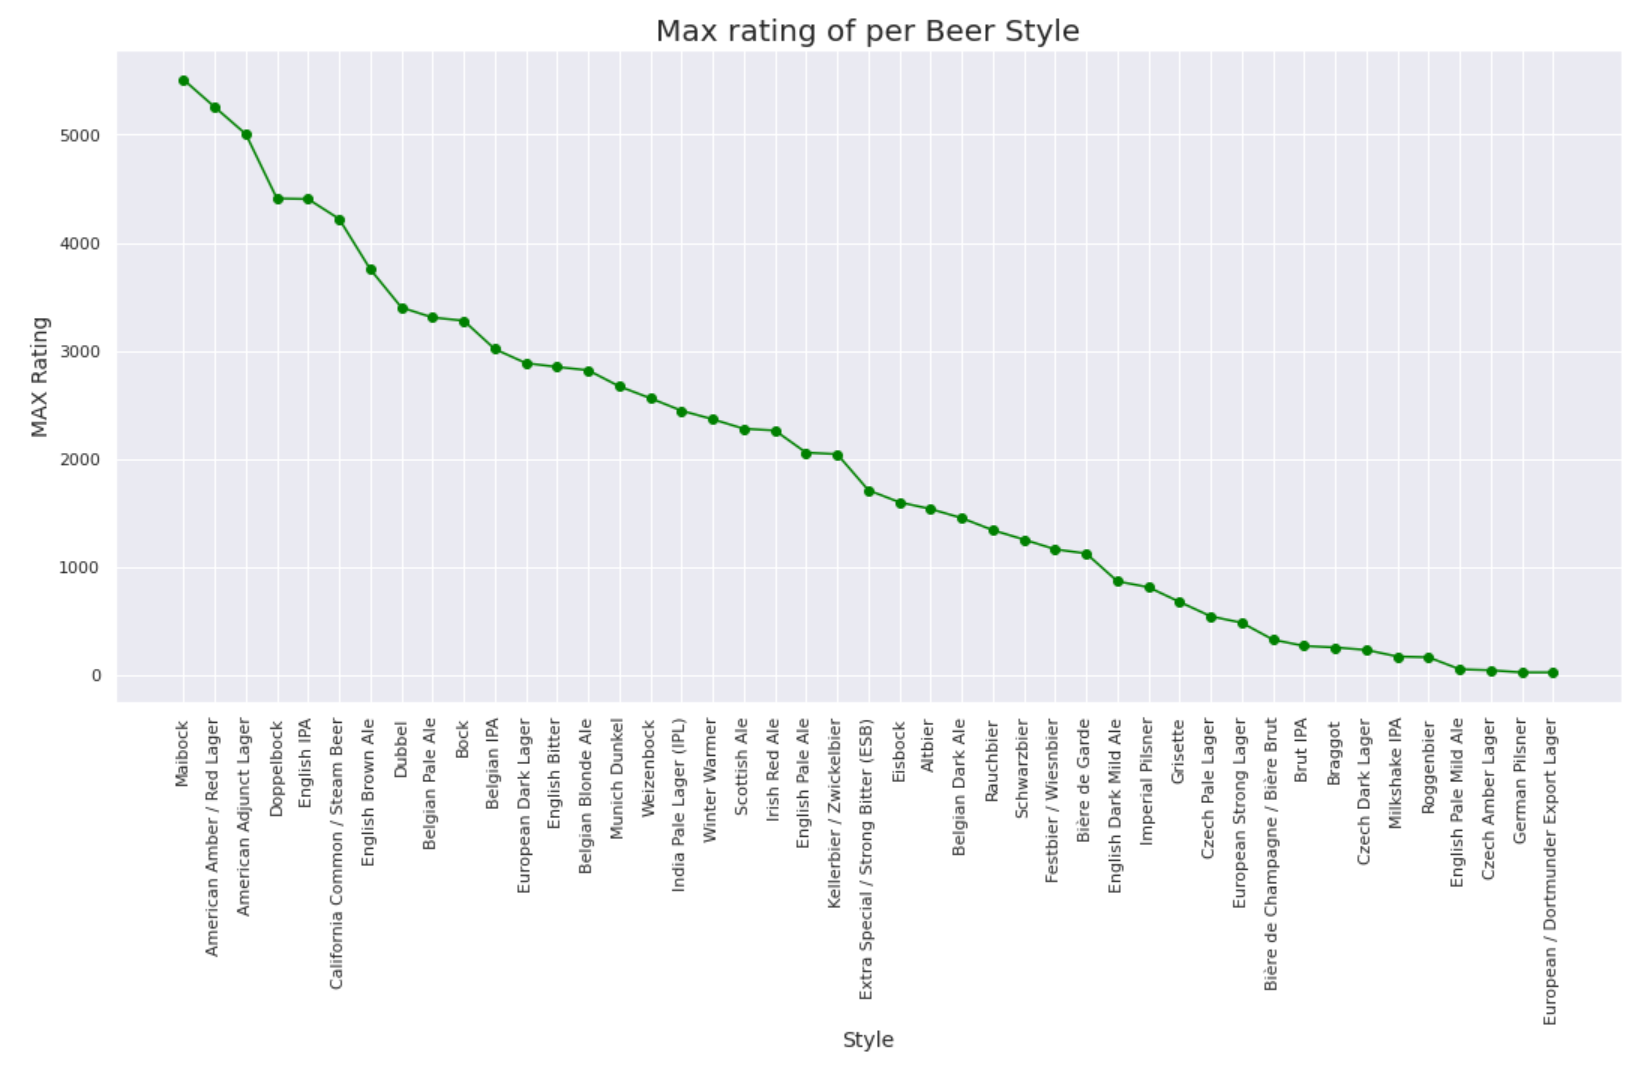 Max rating of per Beer Style
MAX Rating
5000
4000
3000
2000
1000
0
Maibock
American Amber / Red Lager
American Adjunct Lager
Doppelbock
English IPA
California Common / Steam Beer
English Brown Ale
Dubbel
Belgian Pale Ale
Bock
Belgian IPA
European Dark Lager
English Bitter
Belgian Blonde Ale
Munich Dunkel
Weizenbock
India Pale Lager (IPL)
Winter Warmer
Scottish Ale
Irish Red Ale
English Pale Ale
Kellerbier / Zwickelbier
Extra Special / Strong Bitter (ESB)
Eisbock
Altbier
Belgian Dark Ale
Rauchbier
Schwarzbier
Festbier / Wiesnbier
Bière de Garde
English Dark Mild Ale
Imperial Pilsner
Grisette
Czech Pale Lager
European Strong Lager
Bière de Champagne / Bière Brut
Brut IPA
Braggot
Czech Dark Lager
Milkshake IPA
Roggenbier
English Pale Mild Ale
Czech Amber Lager
German Pilsner
European / Dortmunder Export Lager
Style